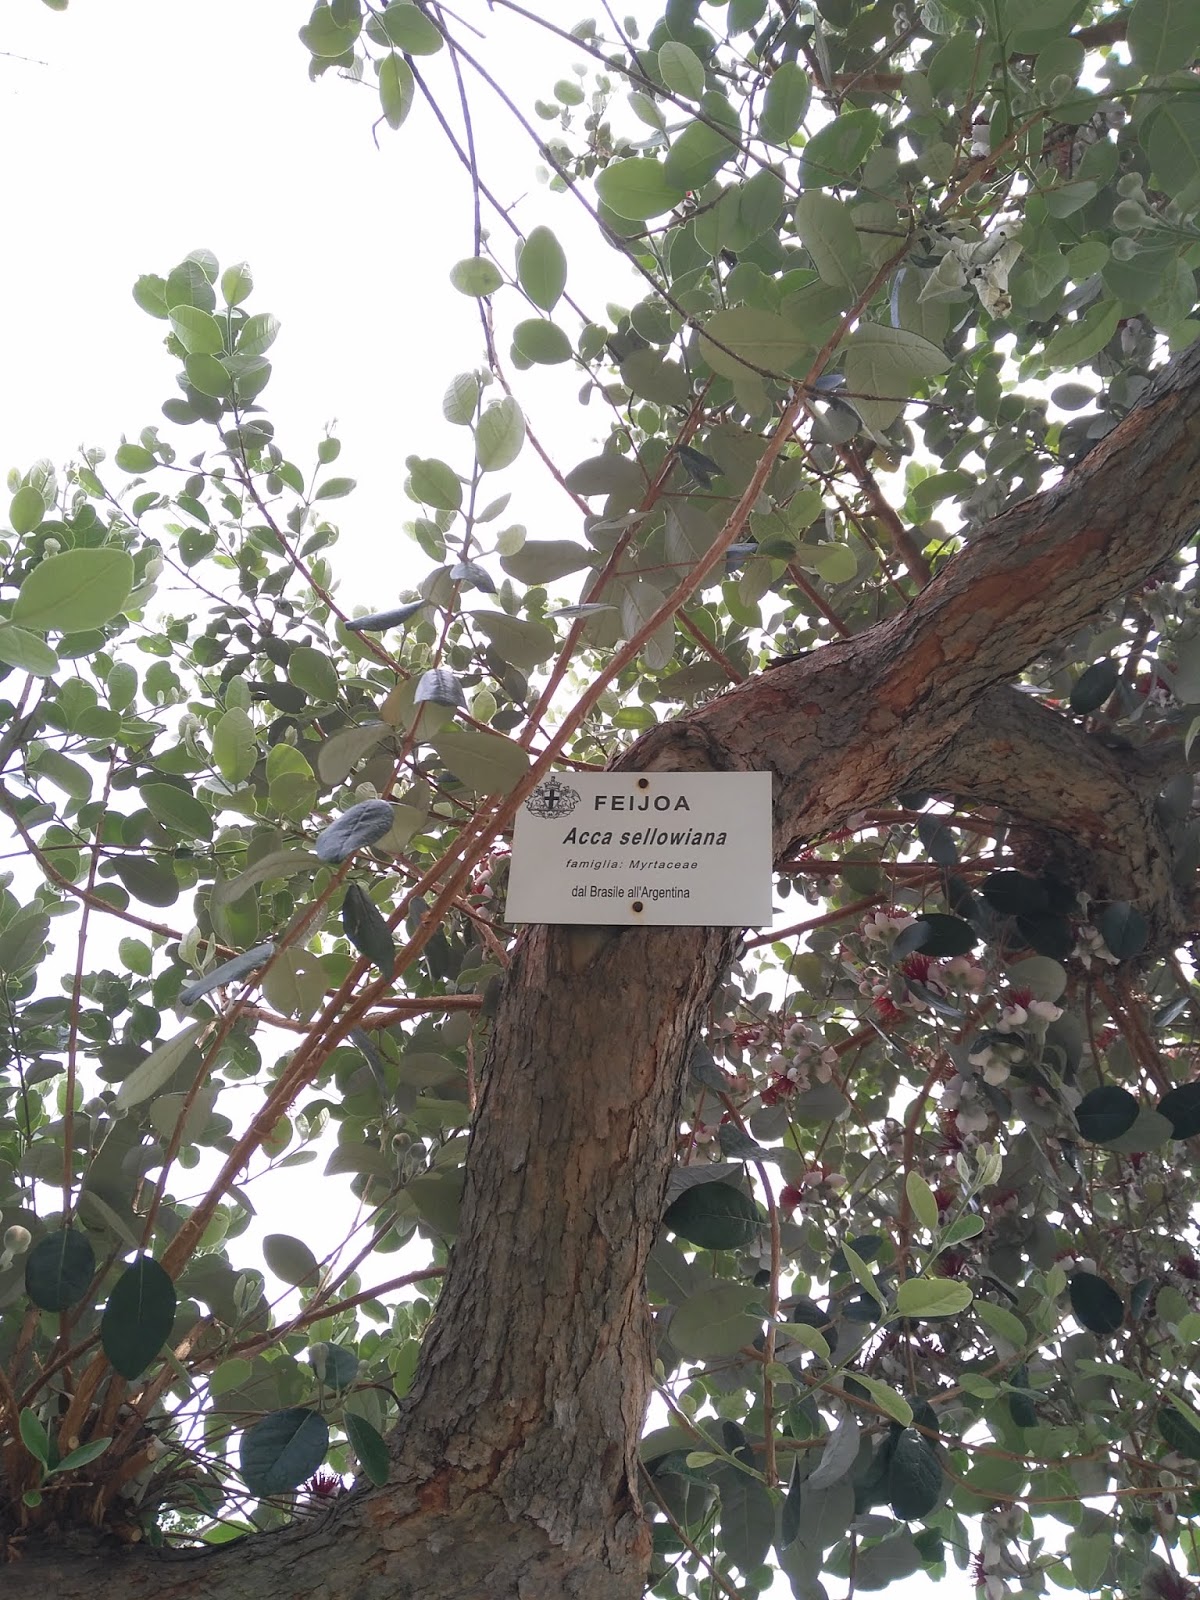 FEIJOA
Acca sellowiana
famiglia: Myrtaceae
dal Brasile all'Argentina